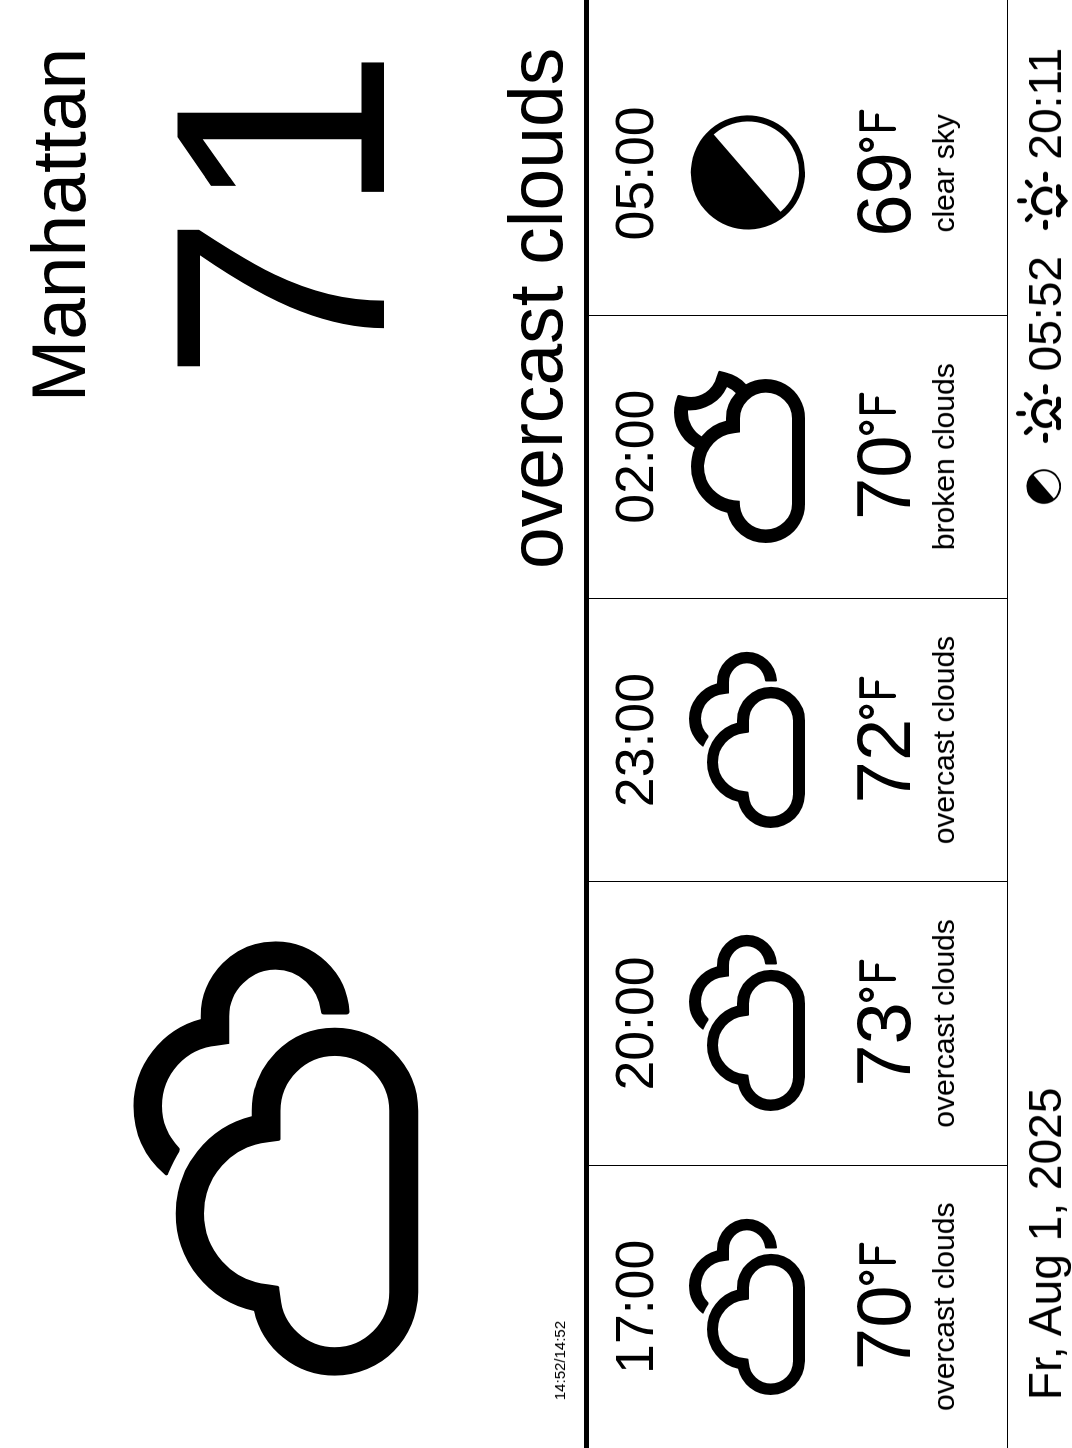 Manhattan
71
overcast clouds
14:52/14:52
17:00
70°F
overcast clouds
20:00
73°F
overcast clouds
23:00
72°F
overcast clouds
02:00
70°F
broken clouds
05:00
69°F
clear sky
Fr, Aug 1, 2025
05:52 20:11